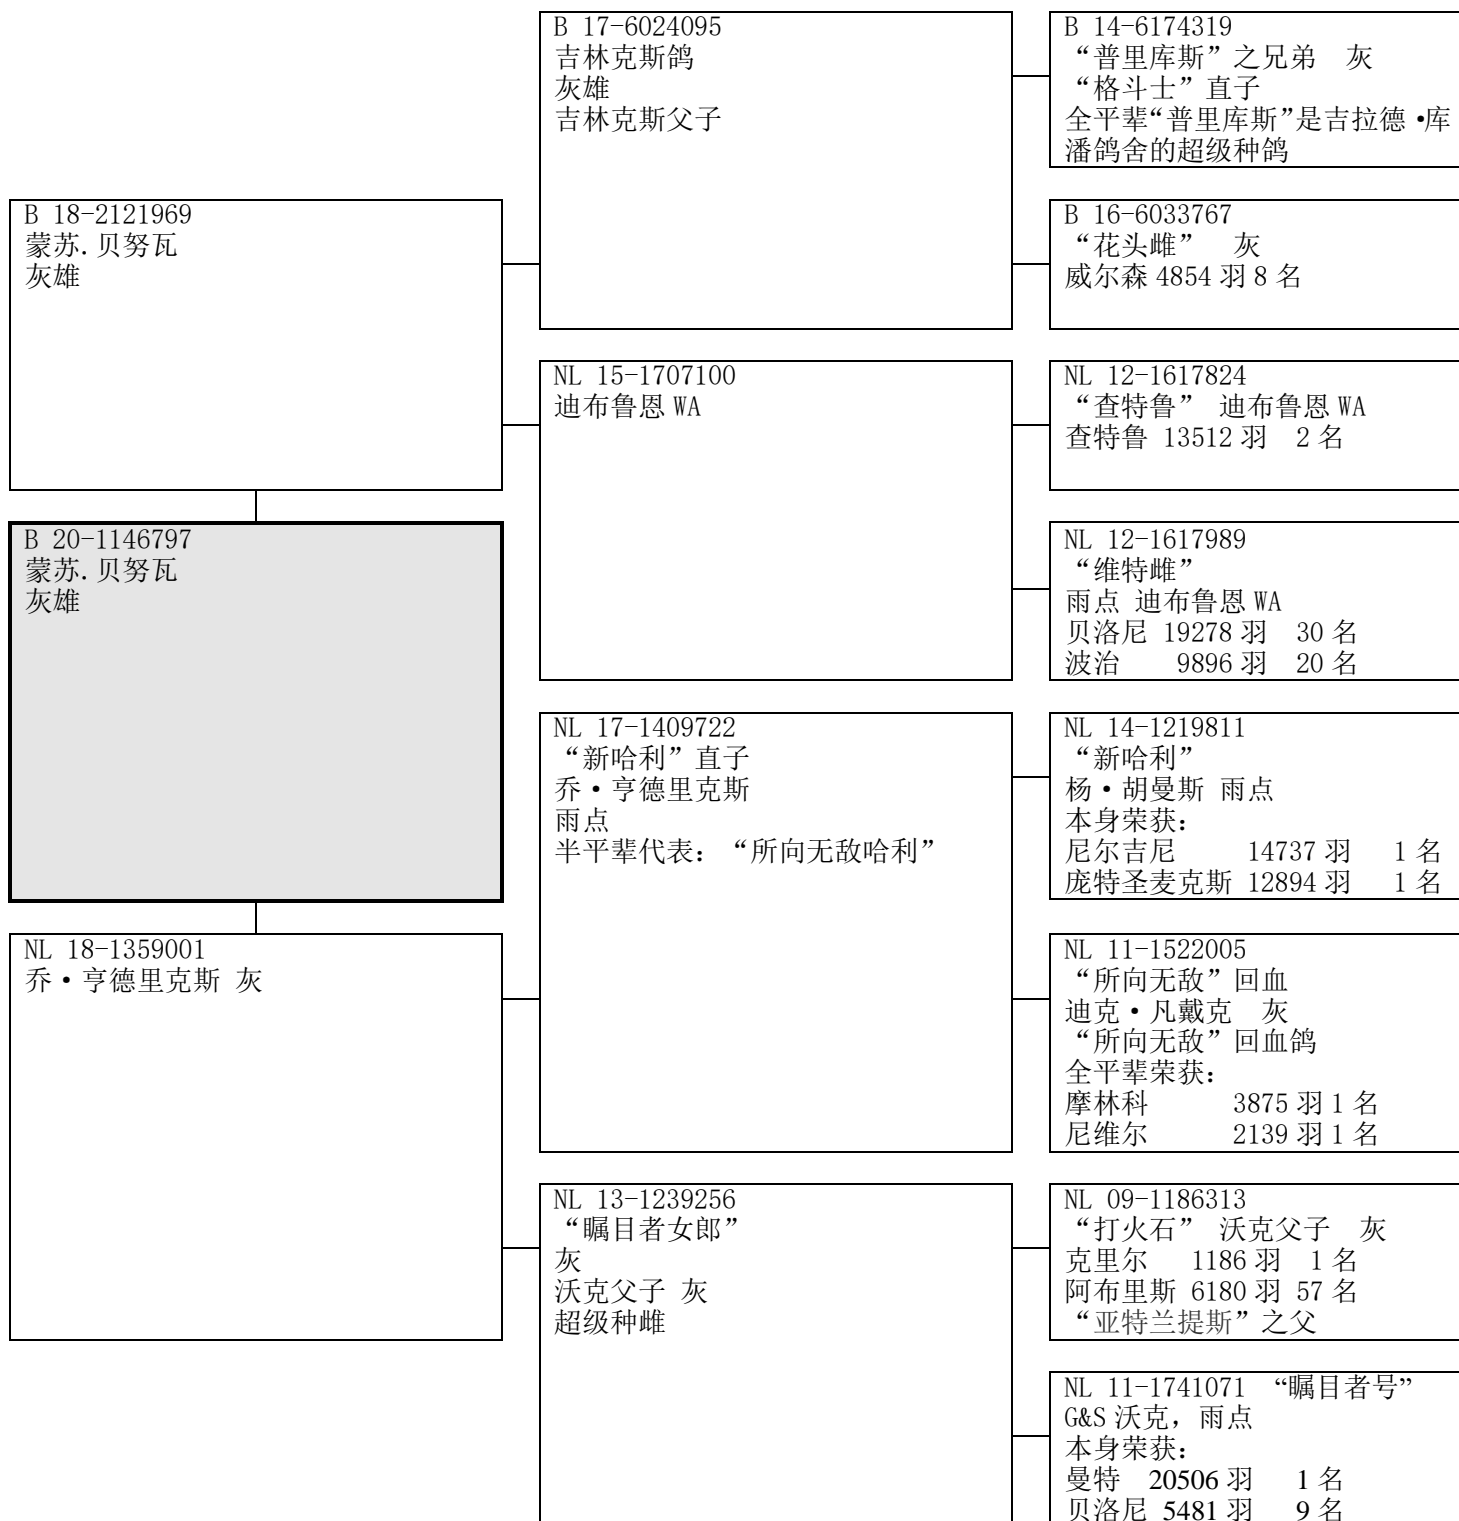 B 18-2121969
蒙苏.贝努瓦
灰雄
B 20-1146797
蒙苏.贝努瓦
灰雄
NL 18-1359001
乔·亨德里克斯 灰
B 17-6024095
吉林克斯鸽
灰雄
吉林克斯父子
NL 15-1707100
迪布鲁恩 WA
NL 17-1409722
“新哈利”直子
乔·亨德里克斯
雨点
半平辈代表：“所向无敌哈利”
NL 13-1239256
“瞩目者女郎”
灰
沃克父子 灰
超级种雌
B 14-6174319
“普里库斯”之兄弟 灰
“格斗士”直子
全平辈“普里库斯”是吉拉德·库
潘鸽舍的超级种鸽
B 16-6033767
“花头雌” 灰
威尔森 4854 羽 8 名
NL 12-1617824
“查特鲁” 迪布鲁恩 WA
查特鲁 13512 羽 2 名
NL 12-1617989
“维特雌”
雨点 迪布鲁恩 WA
贝洛尼 19278 羽 30 名
波治 9896 羽 20 名
NL 14-1219811
“新哈利”
杨·胡曼斯 雨点
本身荣获：
尼尔吉尼 14737 羽 1 名
庞特圣麦克斯 12894 羽 1 名
NL 11-1522005
“所向无敌”回血
迪克·凡戴克 灰
“所向无敌”回血鸽
全平辈荣获：
摩林科 3875 羽 1 名
尼维尔 2139 羽 1 名
NL 09-1186313
“打火石” 沃克父子 灰
克里尔 1186 羽 1 名
阿布里斯 6180 羽 57 名
“亚特兰提斯”之父
NL 11-1741071 “瞩目者号”
G&S 沃克，雨点
本身荣获：
曼特 20506 羽 1 名
贝洛尼 5481 羽 9 名